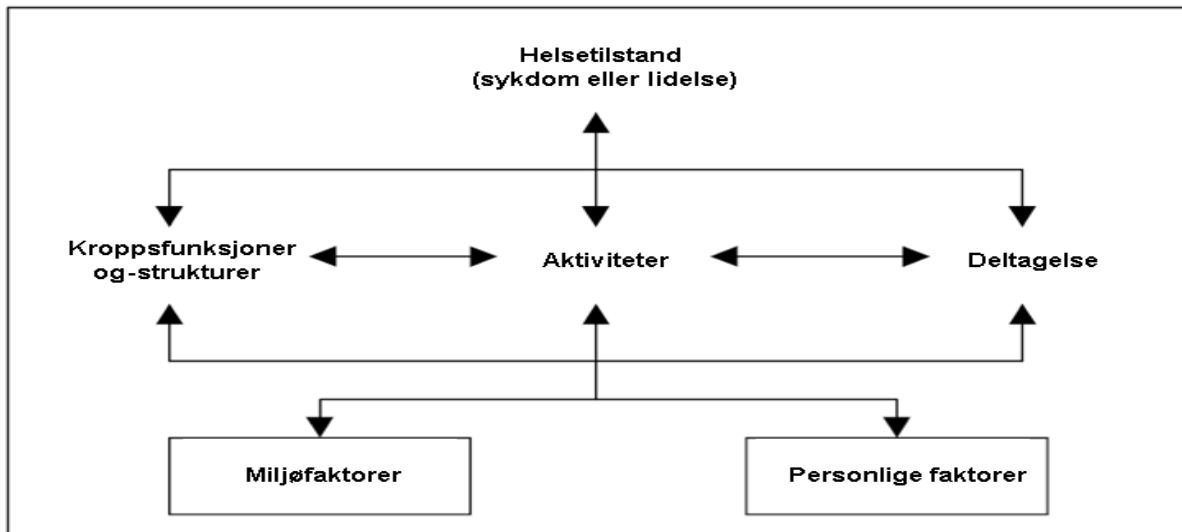 Helsetilstand
(sykdom eller lidelse)
Kroppsfunksjoner
og-strukturer
Aktiviteter
Deltagelse
Miljøfaktorer
Personlige faktorer